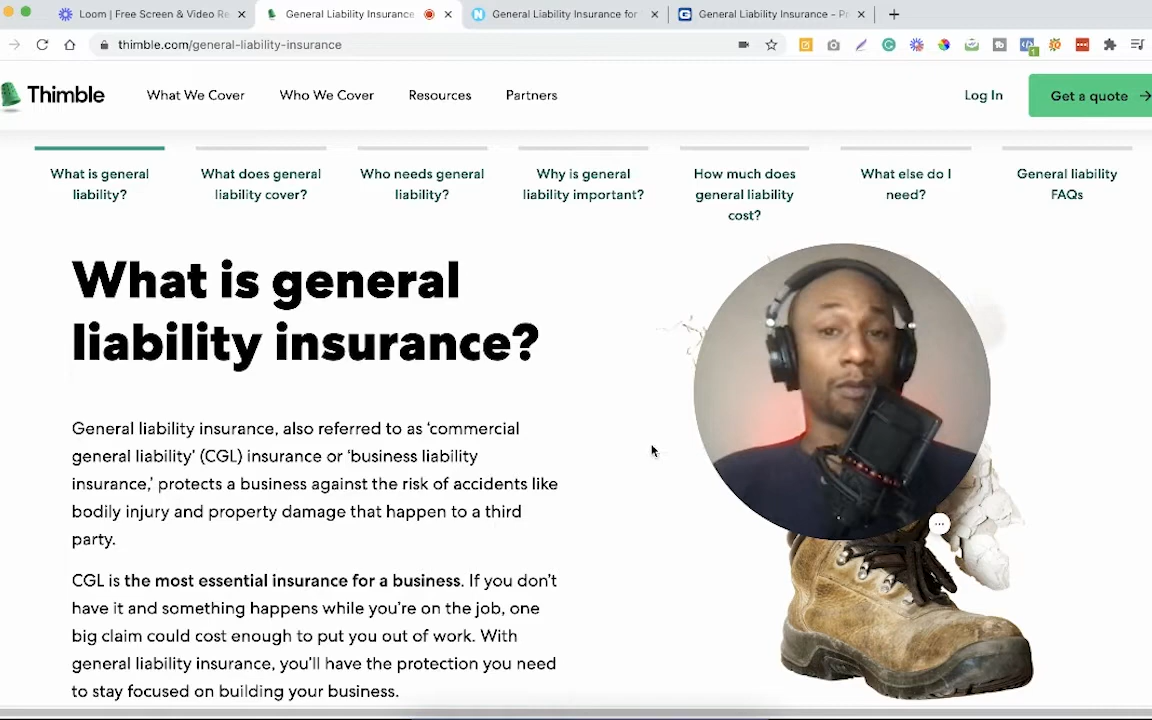 Loom | Free Screen & Video Re
General Liability Insurance
General Liability Insurance for
General Liability Insurance - Pr
thimble.com/general-liability-insurance
Thimble
What We Cover
Who We Cover
Resources
Partners
Log In
Get a quote →
What is general
liability?
What does general
liability cover?
Who needs general
liability?
Why is general
liability important?
How much does
general liability
cost?
What else do I
need?
General liability
FAQs
What is general
liability insurance?
General liability insurance, also referred to as ‘commercial
general liability’ (CGL) insurance or ‘business liability
insurance,’ protects a business against the risk of accidents like
bodily injury and property damage that happen to a third
party.
CGL is the most essential insurance for a business. If you don’t
have it and something happens while you’re on the job, one
big claim could cost enough to put you out of work. With
general liability insurance, you’ll have the protection you need
to stay focused on building your business.